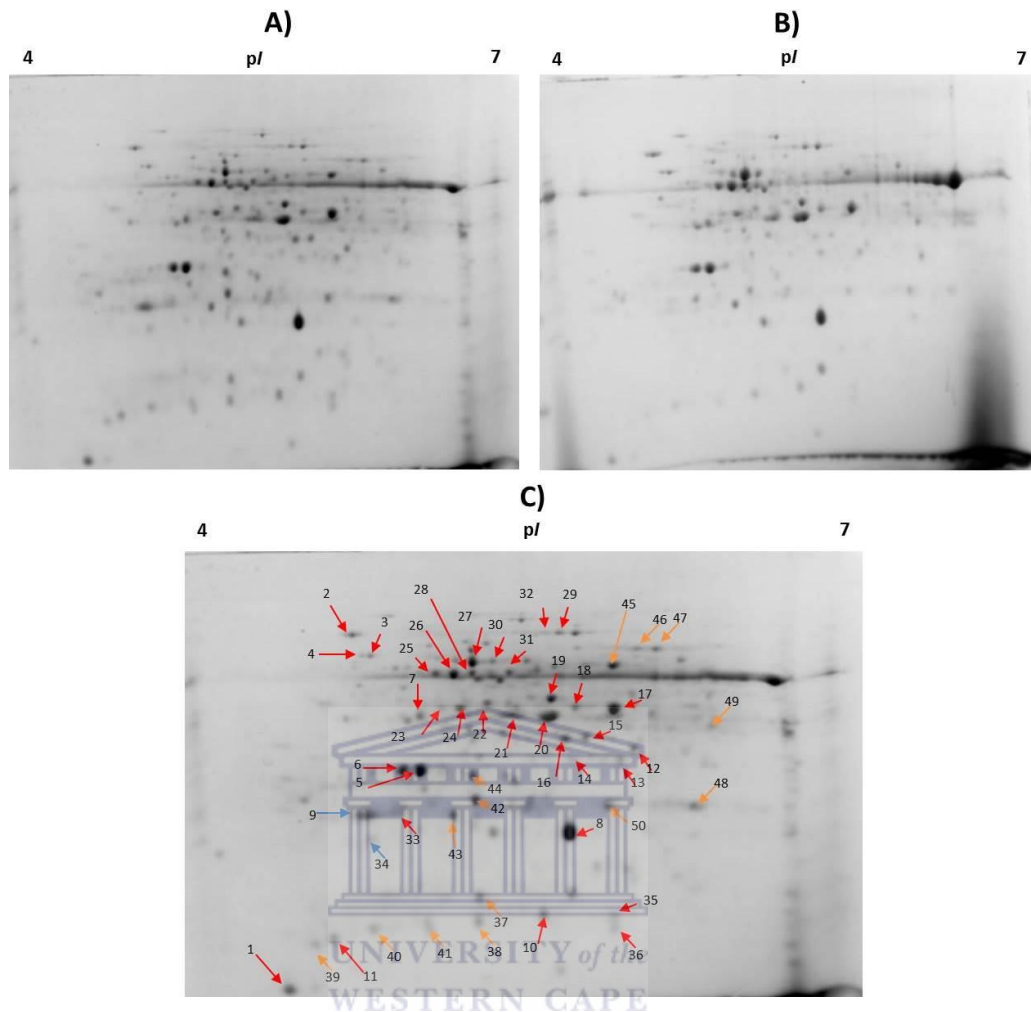 A) B)
4 pI 7 4 pI 7
C)
4 pI 7
2 28 32 29 45
3 26 27 30 46 47
4 25 31
7 19 18
17
49
23 24 22 21 20 15
16 14 13 12
6
5 44 48
9 42
33 43 8 50
34
37 35
1 40 41 38 10 36
39 11
UNIVERSITY of the
WESTERN CAPE